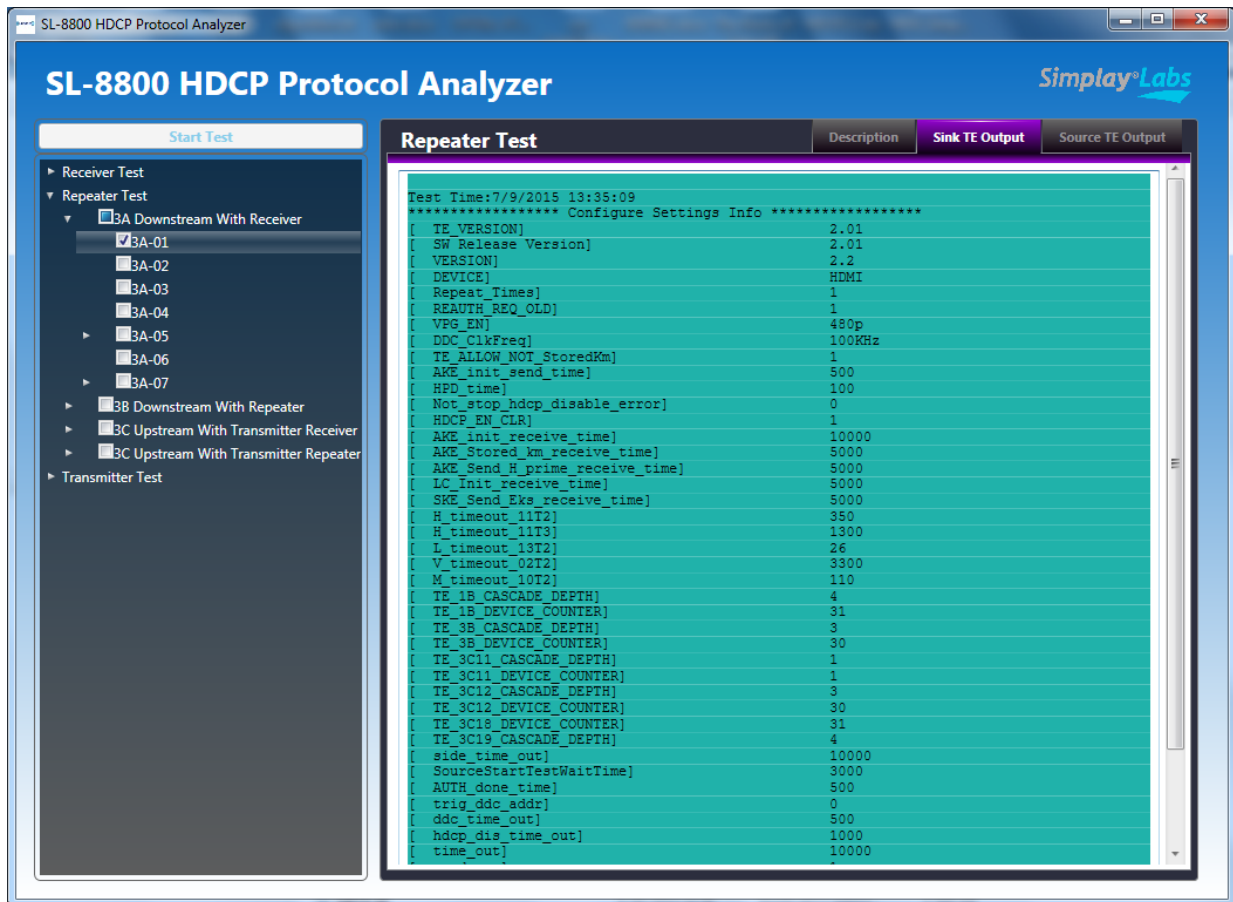 SL-8800 HDCP Protocol Analyzer
SL-8800 HDCP Protocol Analyzer
Simplay Labs
Start Test
Receiver Test
Repeater Test
3A Downstream With Receiver
3A-01
3A-02
3A-03
3A-04
3A-05
3A-06
3A-07
3B Downstream With Repeater
3C Upstream With Transmitter Receiver
3C Upstream With Transmitter Repeater
Transmitter Test
Repeater Test
Description
Sink TE Output
Source TE Output
Test Time:7/9/2015 13:35:09
****************** Configure Settings Info ******************
[ TE_VERSION] 2.01
[ SW Release Version] 2.01
[ VERSION] 2.2
[ DEVICE] HDMI
[ Repeat_Times] 1
[ REAUTH_REQ_OLD] 1
[ VPG_EN] 480p
[ DDC_ClkFreq] 100KHz
[ TE_ALLOW_NOT_StoredKm] 1
[ AKE_init_send_time] 500
[ HPD_time] 100
[ Not_stop_hdcp_disable_error] 0
[ HDCP_EN_CLR] 1
[ AKE_init_receive_time] 10000
[ AKE_Stored_km_receive_time] 5000
[ AKE_Send_H_prime_receive_time] 5000
[ LC_Init_receive_time] 5000
[ SKE_Send_Eks_receive_time] 5000
[ H_timeout_11T2] 350
[ H_timeout_11T3] 1300
[ L_timeout_13T2] 26
[ V_timeout_02T2] 3300
[ M_timeout_10T2] 110
[ TE_1B_CASCADE_DEPTH] 4
[ TE_1B_DEVICE_COUNTER] 31
[ TE_3B_CASCADE_DEPTH] 3
[ TE_3B_DEVICE_COUNTER] 30
[ TE_3C11_CASCADE_DEPTH] 1
[ TE_3C11_DEVICE_COUNTER] 1
[ TE_3C12_CASCADE_DEPTH] 3
[ TE_3C12_DEVICE_COUNTER] 30
[ TE_3C18_DEVICE_COUNTER] 31
[ TE_3C19_CASCADE_DEPTH] 4
[ side_time_out] 10000
[ SourceStartTestWaitTime] 3000
[ AUTH_done_time] 500
[ trig_ddc_addr] 0
[ ddc_time_out] 500
[ hdcp_dis_time_out] 1000
[ time_out] 10000